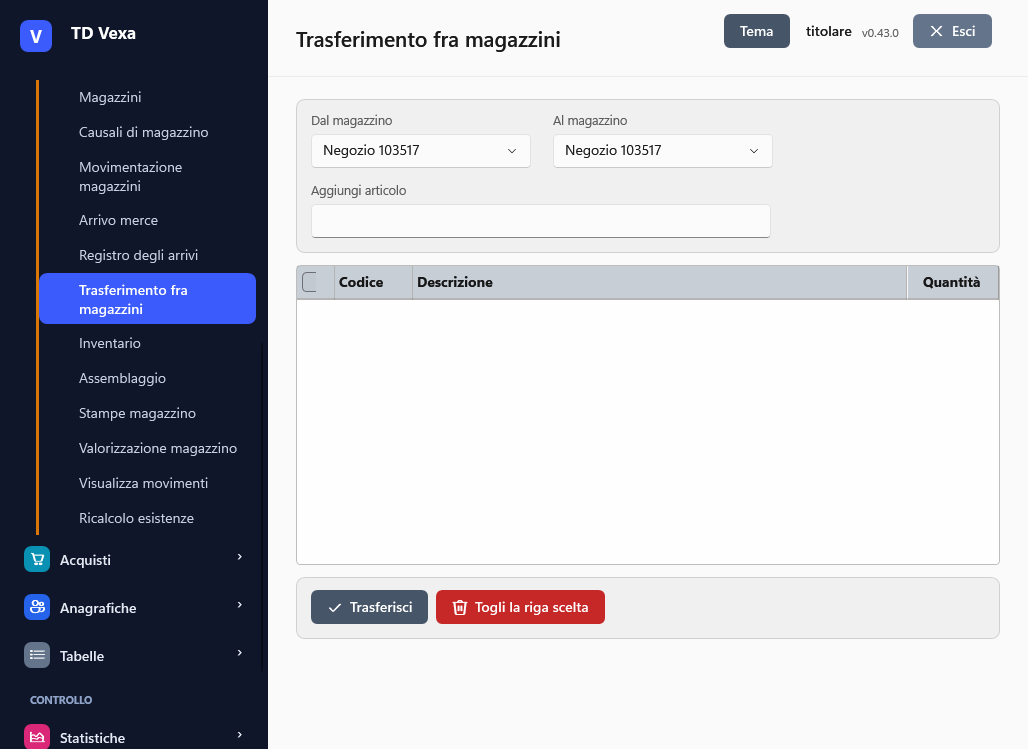 V
TD Vexa
Magazzini
Causali di magazzino
Movimentazione
magazzini
Arrivo merce
Registro degli arrivi
Trasferimento fra
magazzini
Inventario
Assemblaggio
Stampe magazzino
Valorizzazione magazzino
Visualizza movimenti
Ricalcolo esistenze
Acquisti
Anagrafiche
Tabelle
CONTROLLO
Statistiche
Trasferimento fra magazzini
Tema
titolare
v0.43.0
Esci
Dal magazzino
Al magazzino
Negozio 103517
Negozio 103517
Aggiungi articolo
Codice
Descrizione
Quantità
Trasferisci
Togli la riga scelta